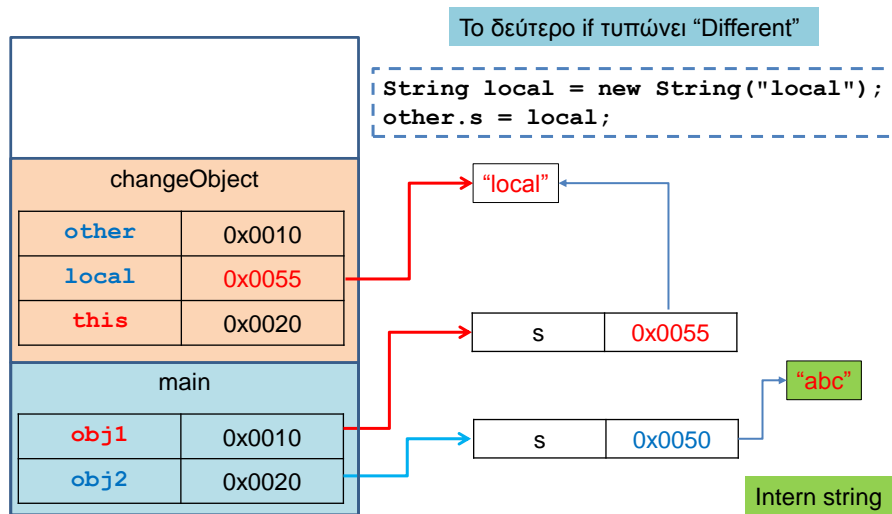 Το δεύτερο if τυπώνει “Different”
String local = new String("local");
other.s = local;
changeObject
“local”
other 0x0010
local 0x0055
this 0x0020
s 0x0055
main
“abc”
obj1 0x0010
s 0x0050
obj2 0x0020
Intern string